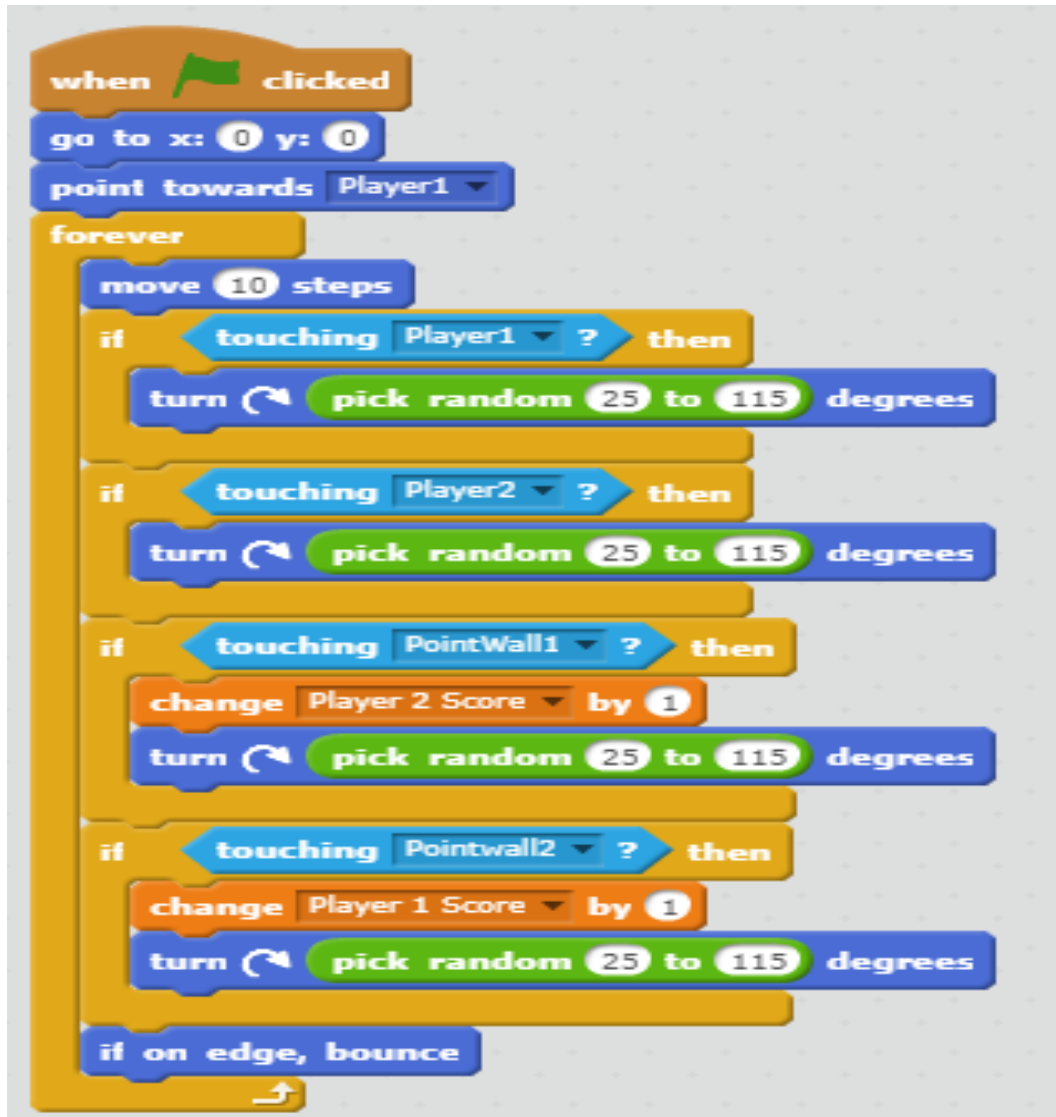 when clicked
go to x: 0 y: 0
point towards Player1
forever
move 10 steps
if touching Player1 ? then
turn pick random 25 to 115 degrees
if touching Player2 ? then
turn pick random 25 to 115 degrees
if touching PointWall1 ? then
change Player 2 Score by 1
turn pick random 25 to 115 degrees
if touching Pointwall2 ? then
change Player 1 Score by 1
turn pick random 25 to 115 degrees
if on edge, bounce